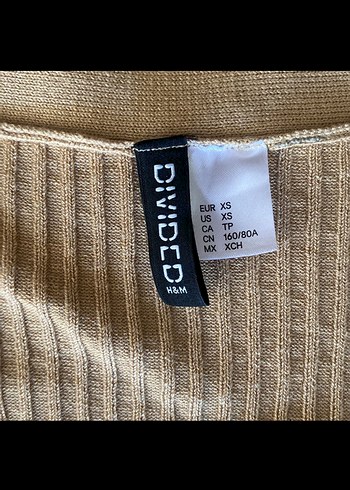 DIVIDED
H&M
EUR XS
US XS
CA TP
CN 160/80A
MX XCH